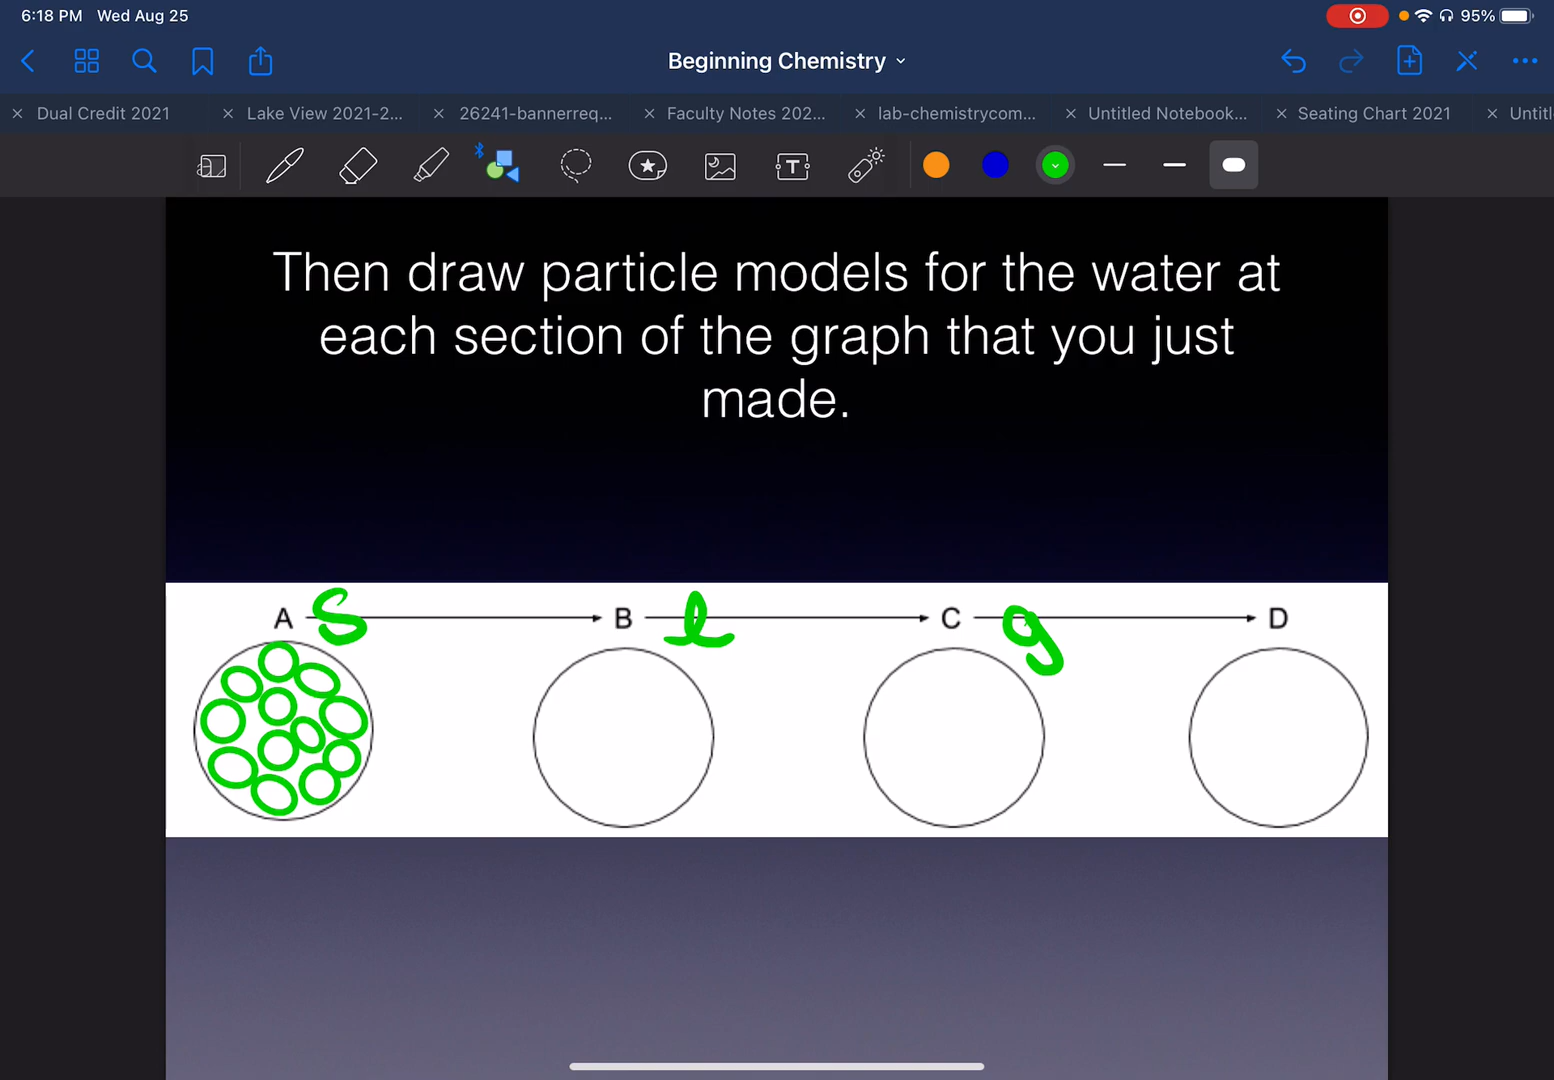 6:18 PM Wed Aug 25
95%
Beginning Chemistry
Dual Credit 2021
Lake View 2021-2...
26241-bannerreq...
Faculty Notes 202...
lab-chemistrycom...
Untitled Notebook...
Seating Chart 2021
Untitl
T
Then draw particle models for the water at
each section of the graph that you just
made.
A s B l C g D